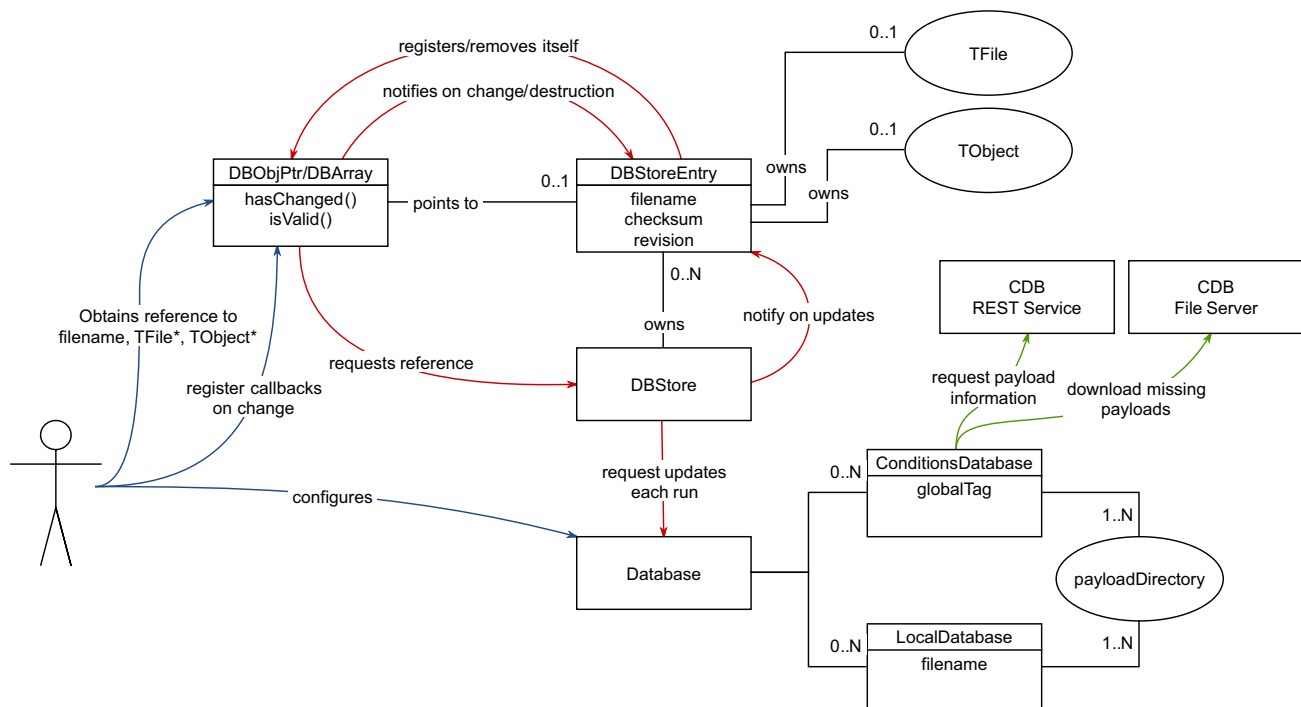 registers/removes itself
notifies on change/destruction
0..1
TFile
0..1
TObject
owns
owns
DBObjPtr/DBArray
hasChanged()
isValid()
points to
0..1
DBStoreEntry
filename
checksum
revision
0..N
owns
notify on updates
CDB
REST Service
CDB
File Server
Obtains reference to
filename, TFile*, TObject*
requests reference
register callbacks
on change
DBStore
request payload
information
download missing
payloads
request updates
each run
configures
0..N
ConditionsDatabase
globalTag
1..N
Database
payloadDirectory
0..N
LocalDatabase
filename
1..N